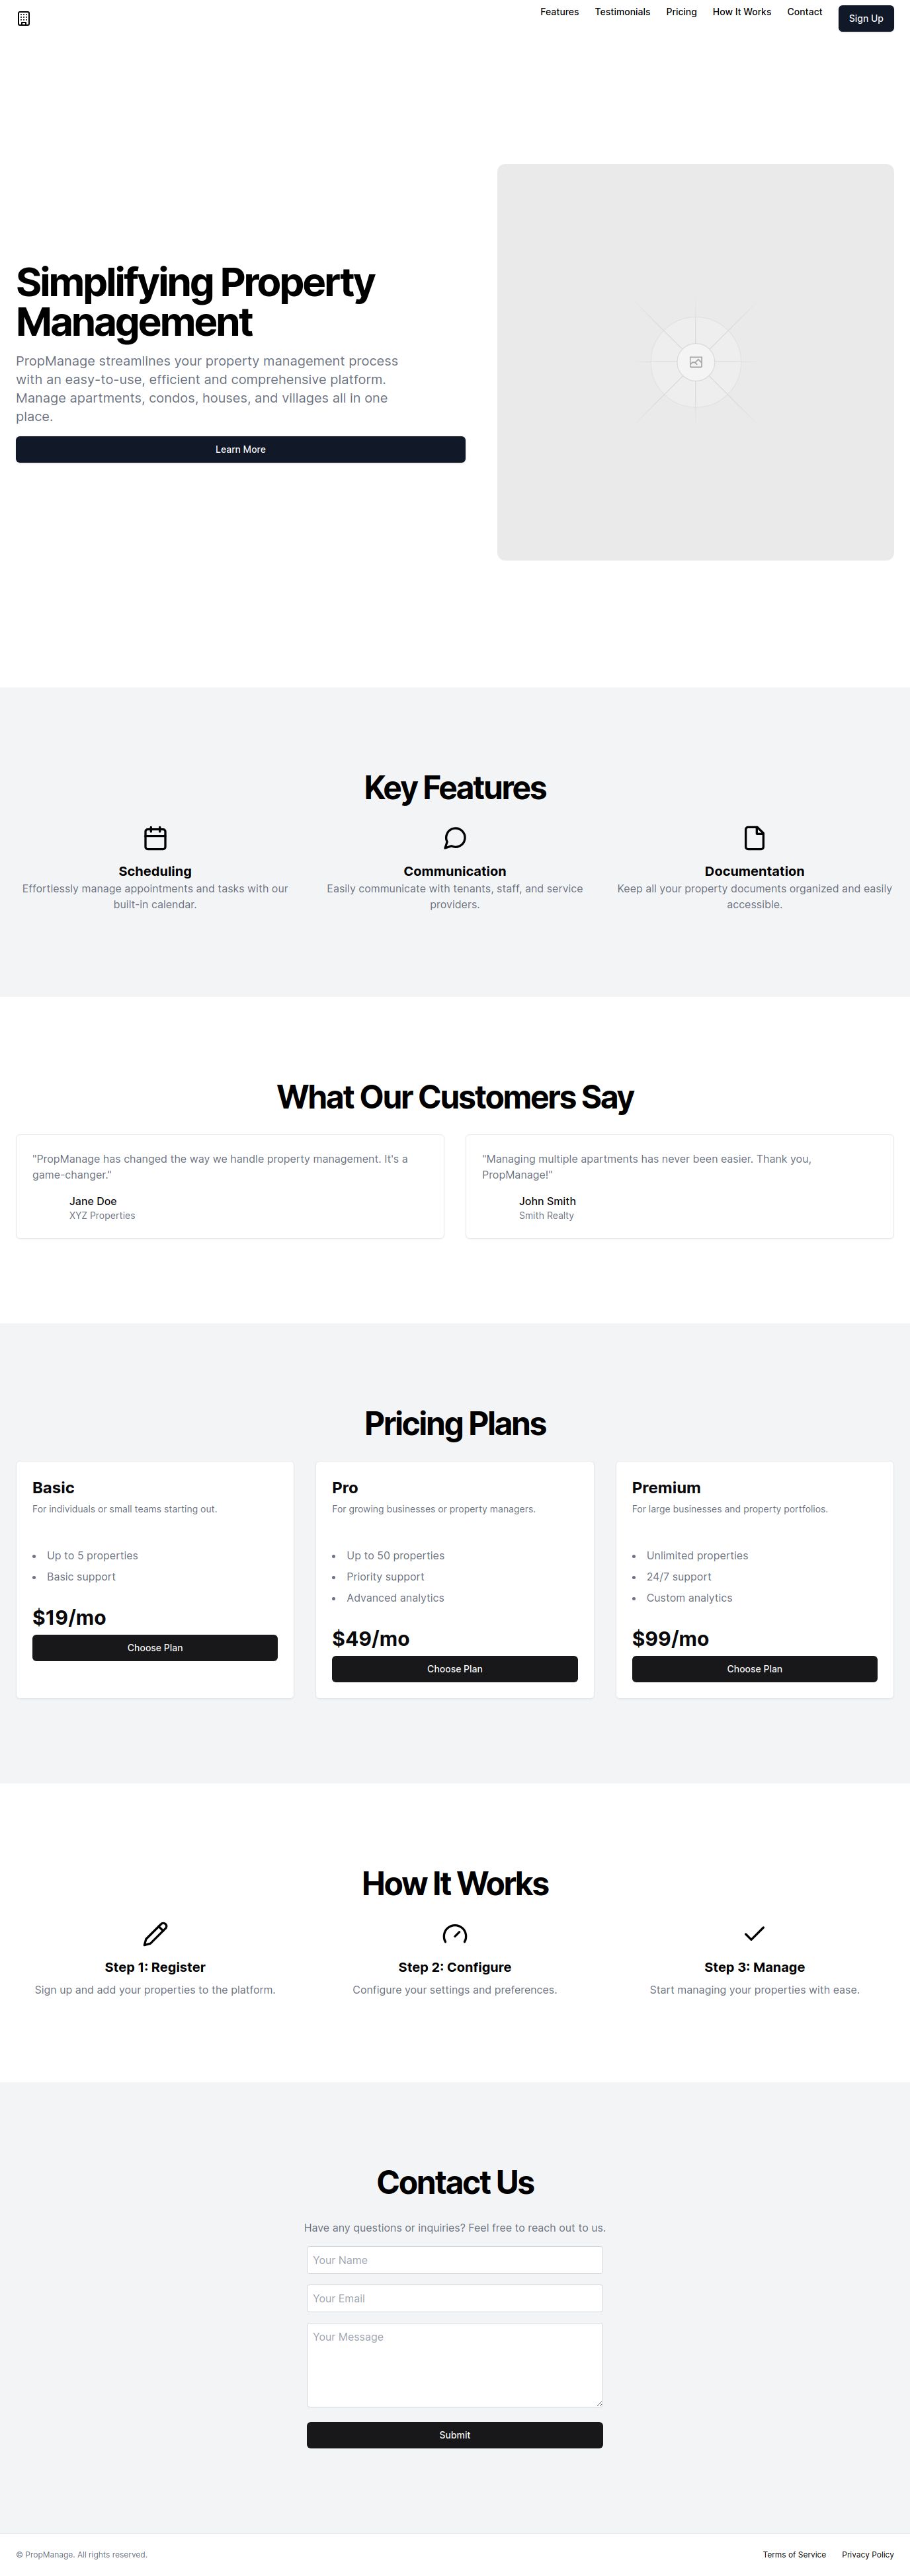 Features Testimonials Pricing How It Works Contact Sign Up
Simplifying Property
Management
PropManage streamlines your property management process
with an easy-to-use, efficient and comprehensive platform.
Manage apartments, condos, houses, and villages all in one
place.
Learn More
Key Features
Scheduling
Effortlessly manage appointments and tasks with our
built-in calendar.
Communication
Easily communicate with tenants, staff, and service
providers.
Documentation
Keep all your property documents organized and easily
accessible.
What Our Customers Say
"PropManage has changed the way we handle property management. It's a
game-changer."
Jane Doe
XYZ Properties
"Managing multiple apartments has never been easier. Thank you,
PropManage!"
John Smith
Smith Realty
Pricing Plans
Basic
For individuals or small teams starting out.
• Up to 5 properties
• Basic support
$19/mo
Choose Plan
Pro
For growing businesses or property managers.
• Up to 50 properties
• Priority support
• Advanced analytics
$49/mo
Choose Plan
Premium
For large businesses and property portfolios.
• Unlimited properties
• 24/7 support
• Custom analytics
$99/mo
Choose Plan
How It Works
Step 1: Register
Sign up and add your properties to the platform.
Step 2: Configure
Configure your settings and preferences.
Step 3: Manage
Start managing your properties with ease.
Contact Us
Have any questions or inquiries? Feel free to reach out to us.
Your Name
Your Email
Your Message
Submit
© PropManage. All rights reserved.
Terms of Service Privacy Policy